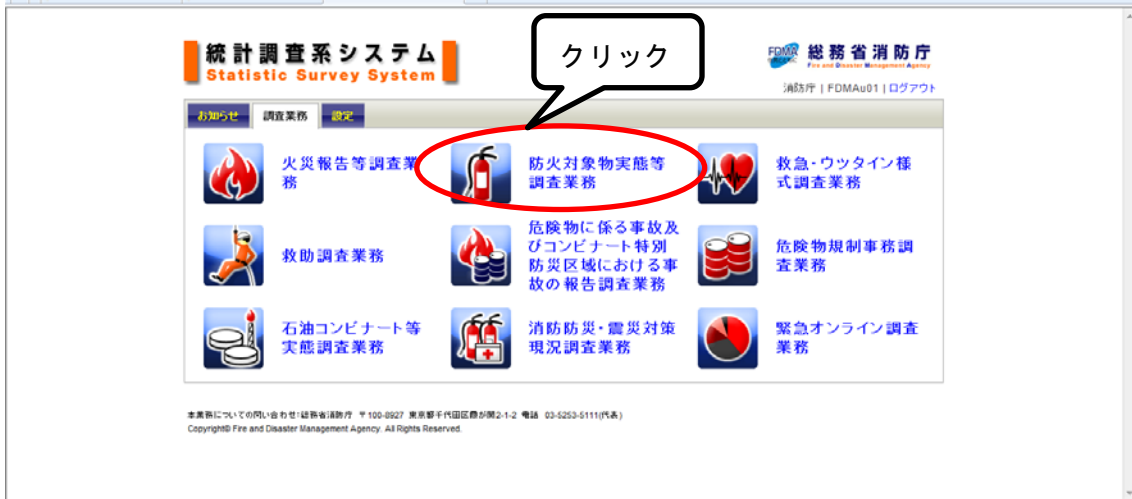 統計調査系システム
Statistic Survey System
クリック
FDMA 総務省消防庁
Fire and Disaster Management Agency
消防庁 | FDMAu01 | ログアウト
お知らせ 調査業務 設定
火災報告等調査業
務
防火対象物実態等
調査業務
救急・ウツタイン様
式調査業務
救助調査業務
危険物に係る事故及
びコンビナート特別
防災区域における事
故の報告調査業務
危険物規制事務調
査業務
石油コンビナート等
実態調査業務
消防防災・震災対策
現況調査業務
緊急オンライン調査
業務
本業務についての問い合わせ:総務省消防庁 〒100-8927 東京都千代田区霞が関2-1-2 電話 03-5253-5111(代表)
Copyright© Fire and Disaster Management Agency. All Rights Reserved.